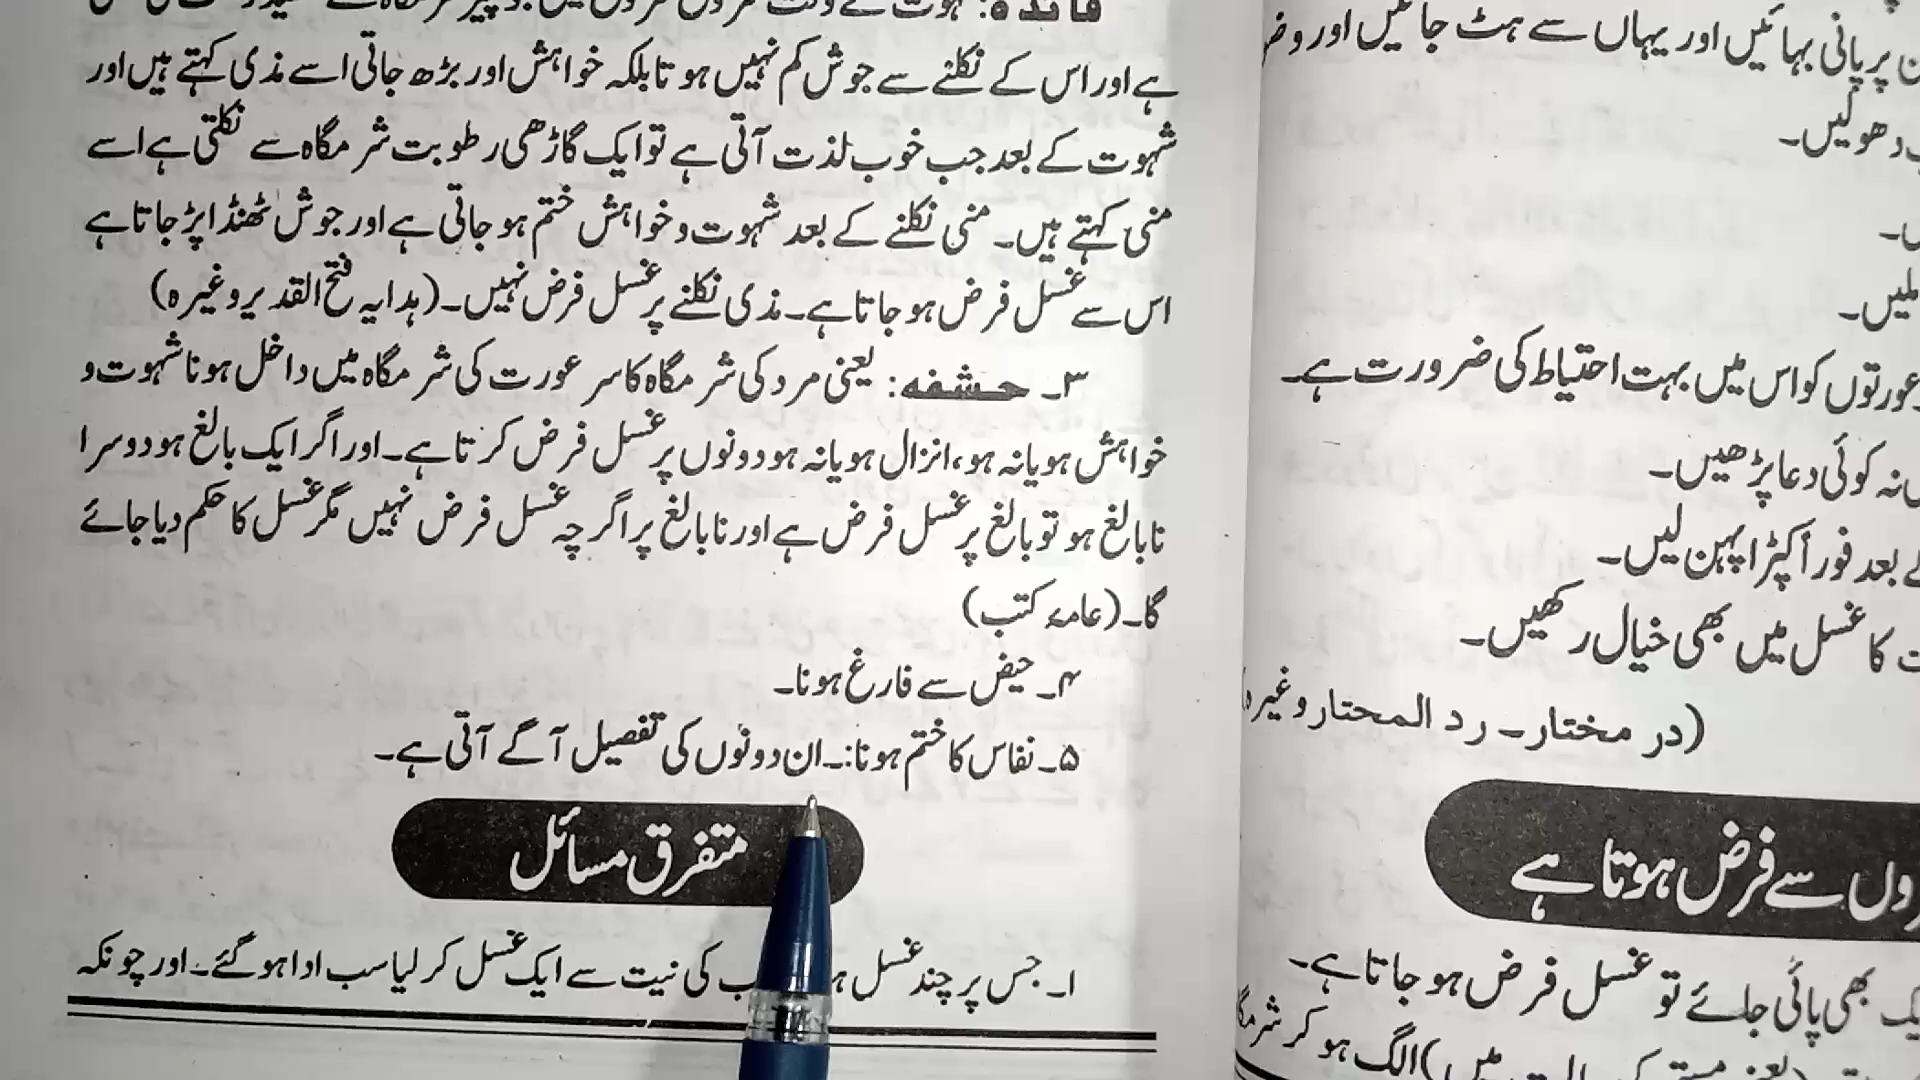 ن پر پانی بہائیں اور یہاں سے ہٹ جائیں اور وضو
دھولیں۔
ملیں۔
عورتوں کو اس میں بہت احتیاط کی ضرورت ہے۔
نہ کوئی دعا پڑھیں۔
کے بعد فوراً کپڑا پہن لیں۔
کا غسل میں بھی خیال رکھیں۔
(در مختار۔ رد المحتار وغیرہ)
سے فرض ہوتا ہے
ایک بھی پائی جائے تو غسل فرض ہو جاتا ہے۔
الگ ہو کر شرمگاہ
فائدہ:
ہے اور اس کے نکلنے سے جوش کم نہیں ہوتا بلکہ خواہش اور بڑھ جاتی اسے مذی کہتے ہیں اور
شہوت کے بعد جب خوب لذت آتی ہے تو ایک گاڑھی رطوبت شرمگاہ سے نکلتی ہے اسے
منی کہتے ہیں۔ منی نکلنے کے بعد شہوت و خواہش ختم ہو جاتی ہے اور جوش ٹھنڈا پڑ جاتا ہے
اس سے غسل فرض ہو جاتا ہے۔ مذی نکلنے پر غسل فرض نہیں۔ (ہدایہ فتح القدیر وغیرہ)
۳۔ حشفہ: یعنی مرد کی شرمگاہ کا سر عورت کی شرمگاہ میں داخل ہونا شہوت و
خواہش ہو یا نہ ہو، انزال ہو یا نہ ہو دونوں پر غسل فرض کرتا ہے۔ اور اگر ایک بالغ ہو دوسرا
نابالغ ہو تو بالغ پر غسل فرض ہے اور نابالغ پر اگرچہ غسل فرض نہیں مگر غسل کا حکم دیا جائے
گا۔ (عامۂ کتب)
۴۔ حیض سے فارغ ہونا۔
۵۔ نفاس کا ختم ہونا:۔ ان دونوں کی تفصیل آگے آتی ہے۔
متفرق مسائل
۱۔ جس پر چند غسل کی نیت سے ایک غسل کر لیا سب ادا ہو گئے۔ اور چونکہ